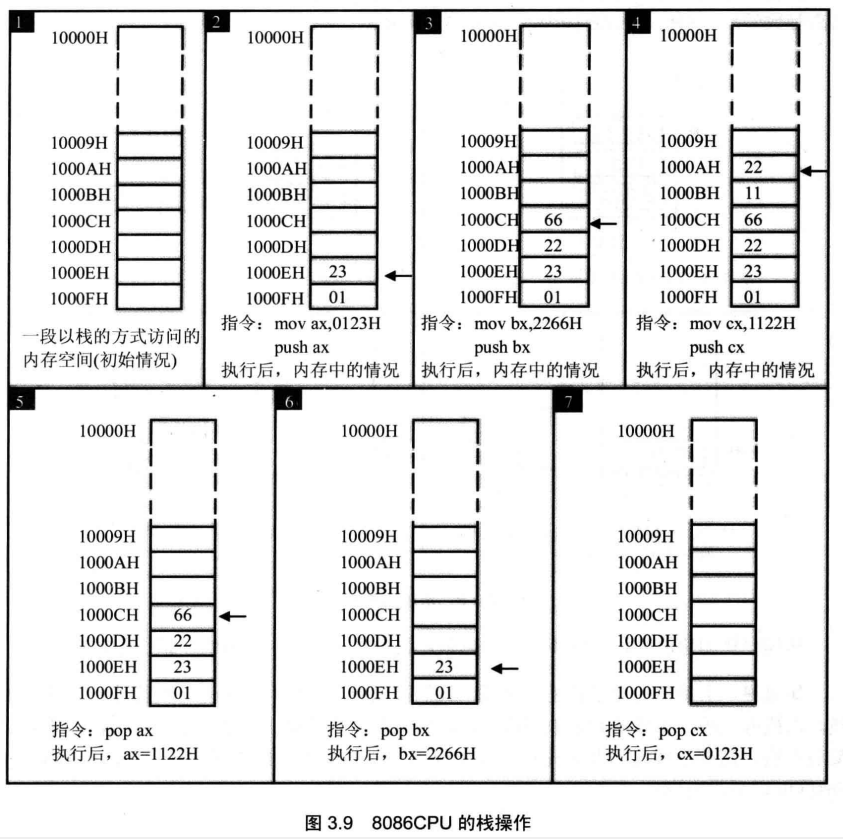 1
10000H
10009H
1000AH
1000BH
1000CH
1000DH
1000EH
1000FH
一段以栈的方式访问的
内存空间(初始情况)
2
10000H
10009H
1000AH
1000BH
1000CH
1000DH
1000EH 23
1000FH 01
指令：mov ax,0123H
push ax
执行后，内存中的情况
3
10000H
10009H
1000AH
1000BH
1000CH 66
1000DH 22
1000EH 23
1000FH 01
指令：mov bx,2266H
push bx
执行后，内存中的情况
4
10000H
10009H
1000AH 22
1000BH 11
1000CH 66
1000DH 22
1000EH 23
1000FH 01
指令：mov cx,1122H
push cx
执行后，内存中的情况
5
10000H
10009H
1000AH
1000BH
1000CH 66
1000DH 22
1000EH 23
1000FH 01
指令：pop ax
执行后，ax=1122H
6
10000H
10009H
1000AH
1000BH
1000CH
1000DH
1000EH 23
1000FH 01
指令：pop bx
执行后，bx=2266H
7
10000H
10009H
1000AH
1000BH
1000CH
1000DH
1000EH
1000FH
指令：pop cx
执行后，cx=0123H
图 3.9 8086CPU 的栈操作